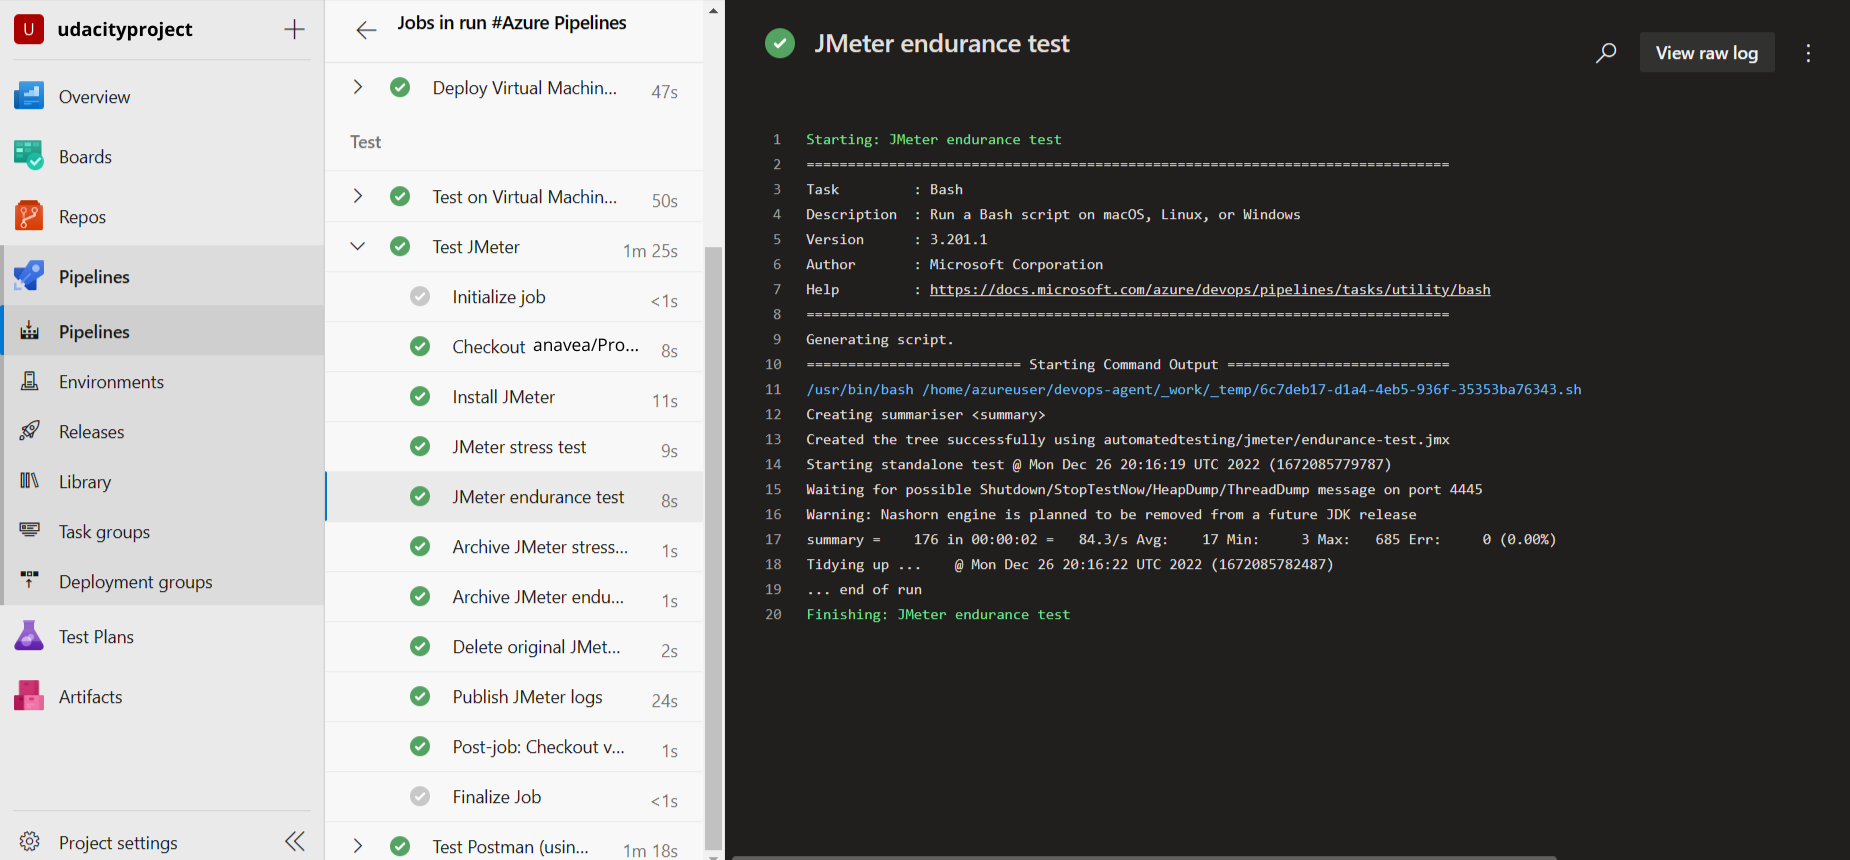 U udacityproject
Overview
Boards
Repos
Pipelines
Pipelines
Environments
Releases
Library
Task groups
Deployment groups
Test Plans
Artifacts
Project settings
Jobs in run #Azure Pipelines
Deploy Virtual Machin... 47s
Test
Test on Virtual Machin... 50s
Test JMeter 1m 25s
Initialize job <1s
Checkout anavea/Pro... 8s
Install JMeter 11s
JMeter stress test 9s
JMeter endurance test 8s
Archive JMeter stress... 1s
Archive JMeter endu... 1s
Delete original JMet... 2s
Publish JMeter logs 24s
Post-job: Checkout v... 1s
Finalize Job <1s
Test Postman (usin... 1m 18s
JMeter endurance test
View raw log
1 Starting: JMeter endurance test
2 ==============================================================================
3 Task : Bash
4 Description : Run a Bash script on macOS, Linux, or Windows
5 Version : 3.201.1
6 Author : Microsoft Corporation
7 Help : https://docs.microsoft.com/azure/devops/pipelines/tasks/utility/bash
8 ==============================================================================
9 Generating script.
10 ========================== Starting Command Output ===========================
11 /usr/bin/bash /home/azureuser/devops-agent/_work/_temp/6c7deb17-d1a4-4eb5-936f-35353ba76343.sh
12 Creating summariser <summary>
13 Created the tree successfully using automatedtesting/jmeter/endurance-test.jmx
14 Starting standalone test @ Mon Dec 26 20:16:19 UTC 2022 (1672085779787)
15 Waiting for possible Shutdown/StopTestNow/HeapDump/ThreadDump message on port 4445
16 Warning: Nashorn engine is planned to be removed from a future JDK release
17 summary =    176 in 00:00:02 =   84.3/s Avg:    17 Min:     3 Max:   685 Err:     0 (0.00%)
18 Tidying up ...    @ Mon Dec 26 20:16:22 UTC 2022 (1672085782487)
19 ... end of run
20 Finishing: JMeter endurance test